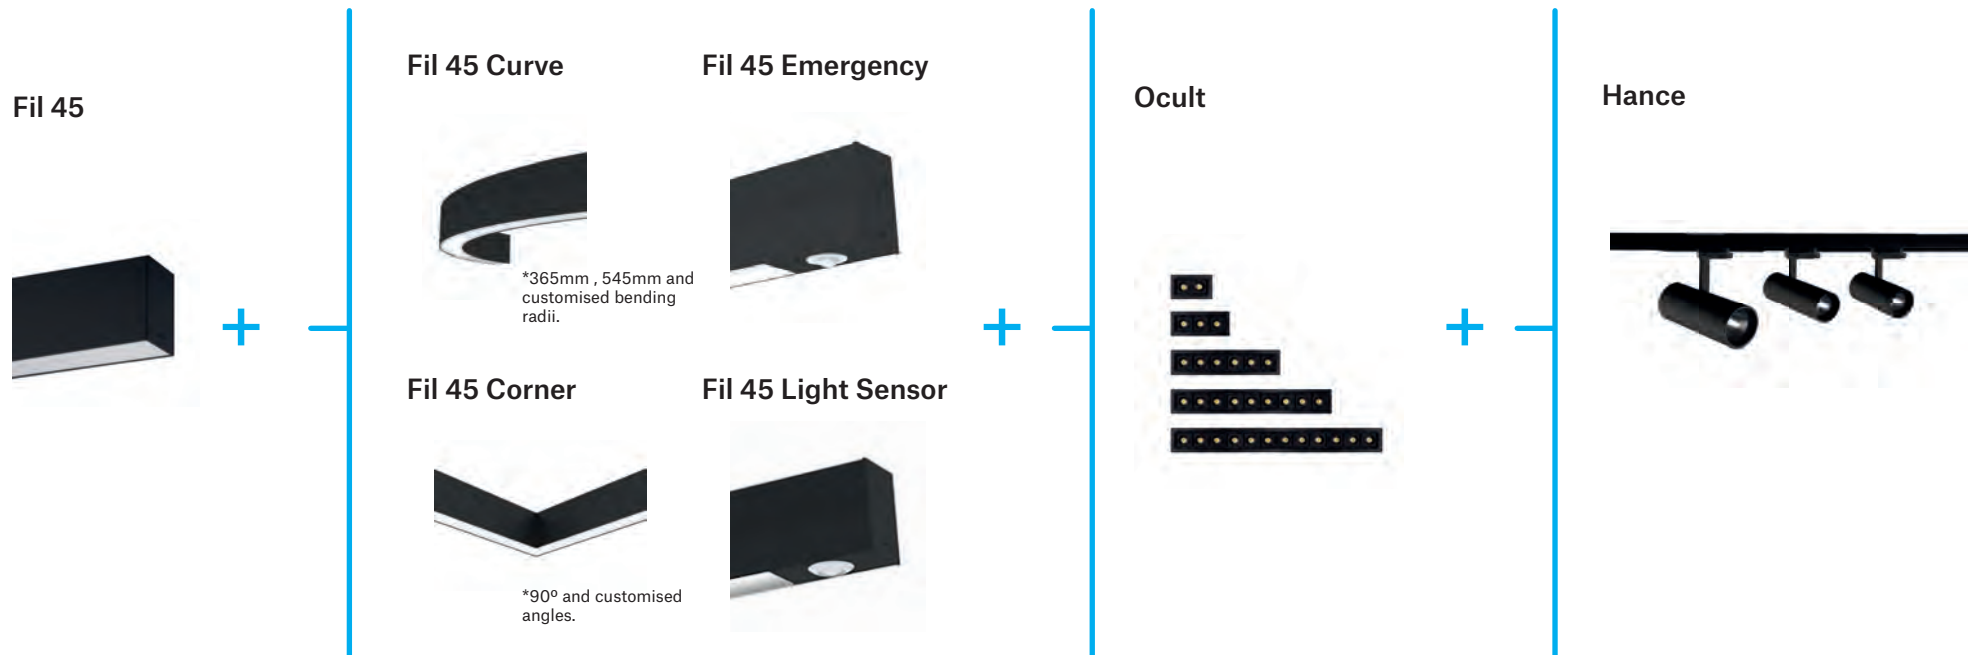 Fil 45
Fil 45 Curve
*365mm , 545mm and
customised bending
radii.
Fil 45 Emergency
Fil 45 Corner
*90º and customised
angles.
Fil 45 Light Sensor
Ocult
Hance